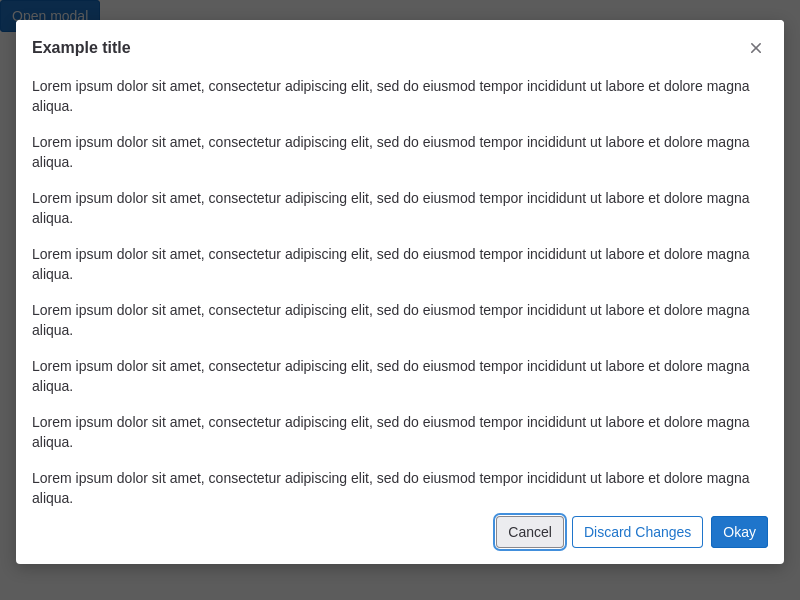 Open modal
Example title
Lorem ipsum dolor sit amet, consectetur adipiscing elit, sed do eiusmod tempor incididunt ut labore et dolore magna
aliqua.
Lorem ipsum dolor sit amet, consectetur adipiscing elit, sed do eiusmod tempor incididunt ut labore et dolore magna
aliqua.
Lorem ipsum dolor sit amet, consectetur adipiscing elit, sed do eiusmod tempor incididunt ut labore et dolore magna
aliqua.
Lorem ipsum dolor sit amet, consectetur adipiscing elit, sed do eiusmod tempor incididunt ut labore et dolore magna
aliqua.
Lorem ipsum dolor sit amet, consectetur adipiscing elit, sed do eiusmod tempor incididunt ut labore et dolore magna
aliqua.
Lorem ipsum dolor sit amet, consectetur adipiscing elit, sed do eiusmod tempor incididunt ut labore et dolore magna
aliqua.
Lorem ipsum dolor sit amet, consectetur adipiscing elit, sed do eiusmod tempor incididunt ut labore et dolore magna
aliqua.
Lorem ipsum dolor sit amet, consectetur adipiscing elit, sed do eiusmod tempor incididunt ut labore et dolore magna
aliqua.
Cancel Discard Changes Okay